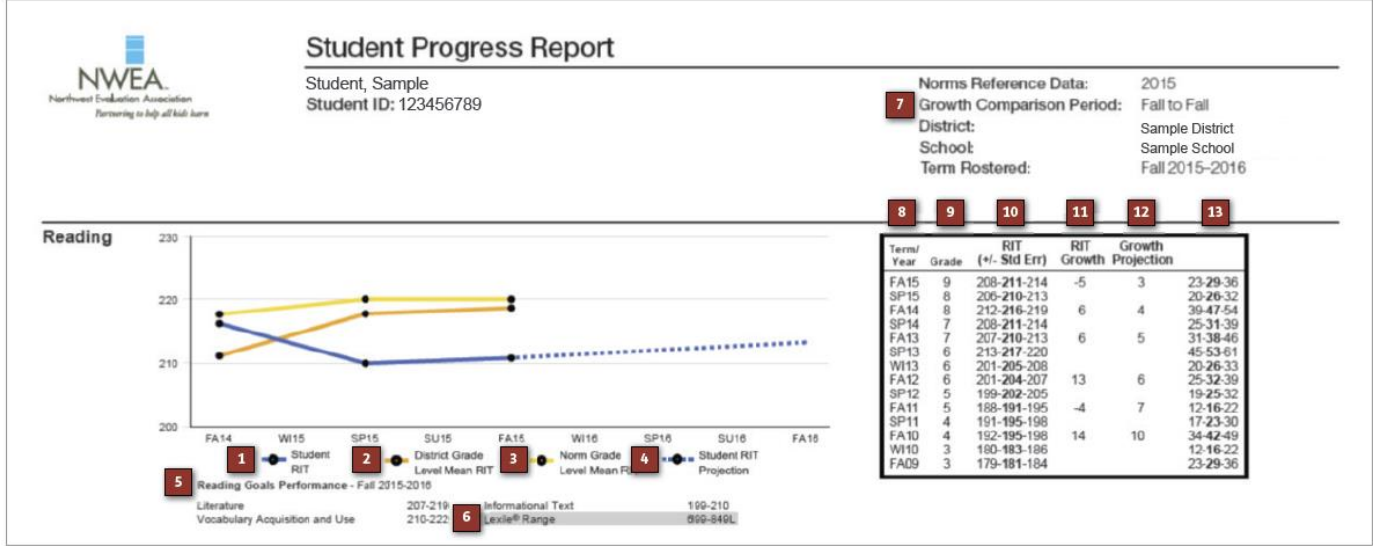 Student Progress Report
NWEA
Northwest Evaluation Association
Partnering to help all kids learn
Student, Sample
Student ID: 123456789
Norms Reference Data: 2015
7 Growth Comparison Period: Fall to Fall
District: Sample District
School: Sample School
Term Rostered: Fall 2015–2016
8 9 10 11 12 13
Reading
230
220
210
200
FA14 WI15 SP15 SU15 FA15 WI16 SP16 SU16 FA16
1 Student RIT
2 District Grade Level Mean RIT
3 Norm Grade Level Mean
4 Student RIT Projection
5 Reading Goals Performance - Fall 2015-2016
Literature 207-219 Informational Text 199-210
Vocabulary Acquisition and Use 210-222 6 Lexile® Range 699-849L
Term/Year Grade RIT (+/- Std Err) RIT Growth Growth Projection
FA15 9 208-211-214 -5 3 23-29-36
SP15 8 206-210-213 20-26-32
FA14 8 212-216-219 6 4 39-47-54
SP14 7 208-211-214 25-31-39
FA13 7 207-210-213 6 5 31-38-46
SP13 6 213-217-220 45-53-61
WI13 6 201-205-208 20-26-33
FA12 6 201-204-207 13 6 25-32-39
SP12 5 199-202-205 19-25-32
FA11 5 188-191-195 -4 7 12-16-22
SP11 4 191-195-198 17-23-30
FA10 4 192-195-198 14 10 34-42-49
WI10 3 180-183-186 12-16-22
FA09 3 179-181-184 23-29-36